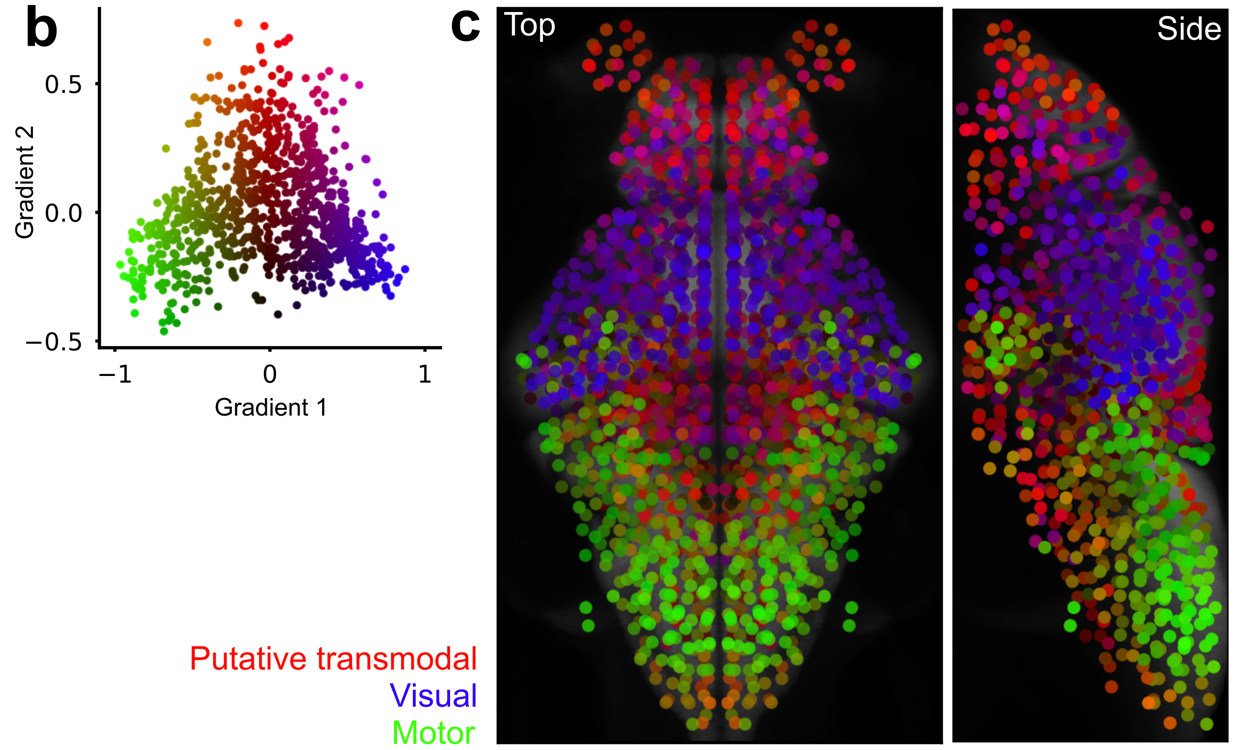 b
0.5
0.0
−0.5
Gradient 2
−1
0
1
Gradient 1
c
Top
Side
Putative transmodal
Visual
Motor